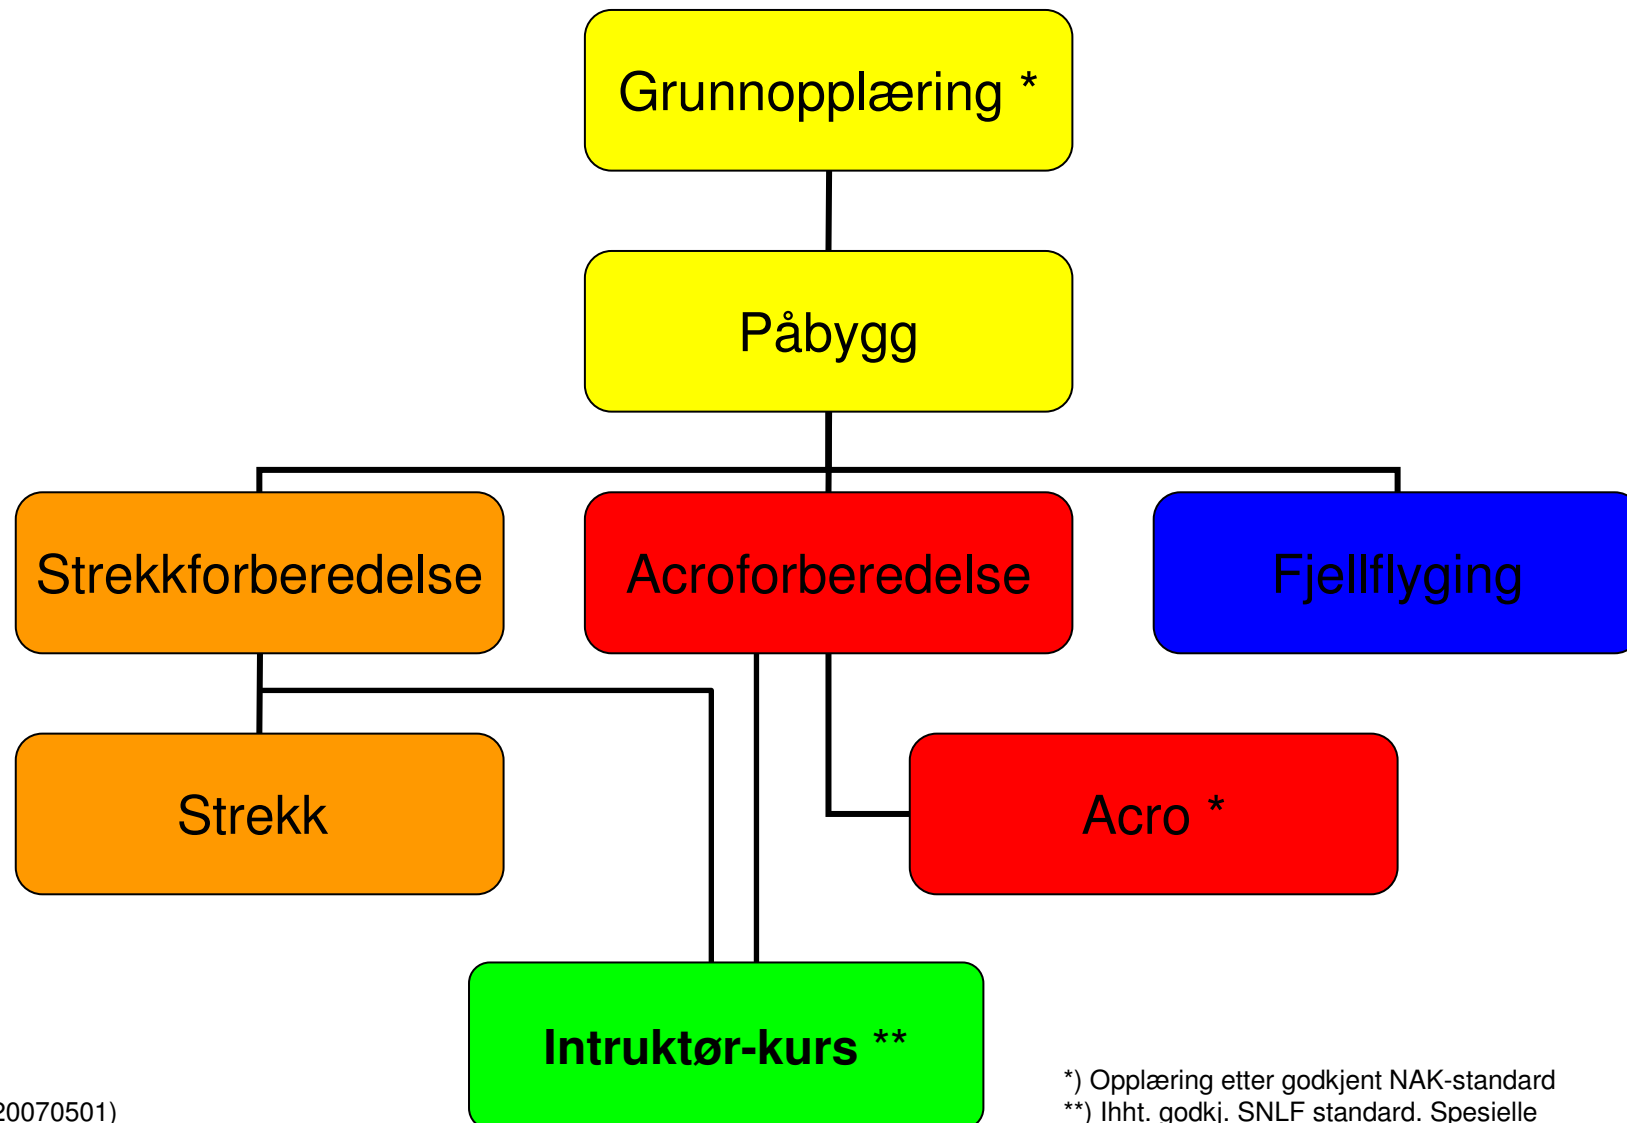 Grunnopplæring *
Påbygg
Strekkforberedelse
Acroforberedelse
Fjellflyging
Strekk
Acro *
Intruktør-kurs **
*) Opplæring etter godkjent NAK-standard
**) Ihht. godkj. SNLF standard. Spesielle
20070501)